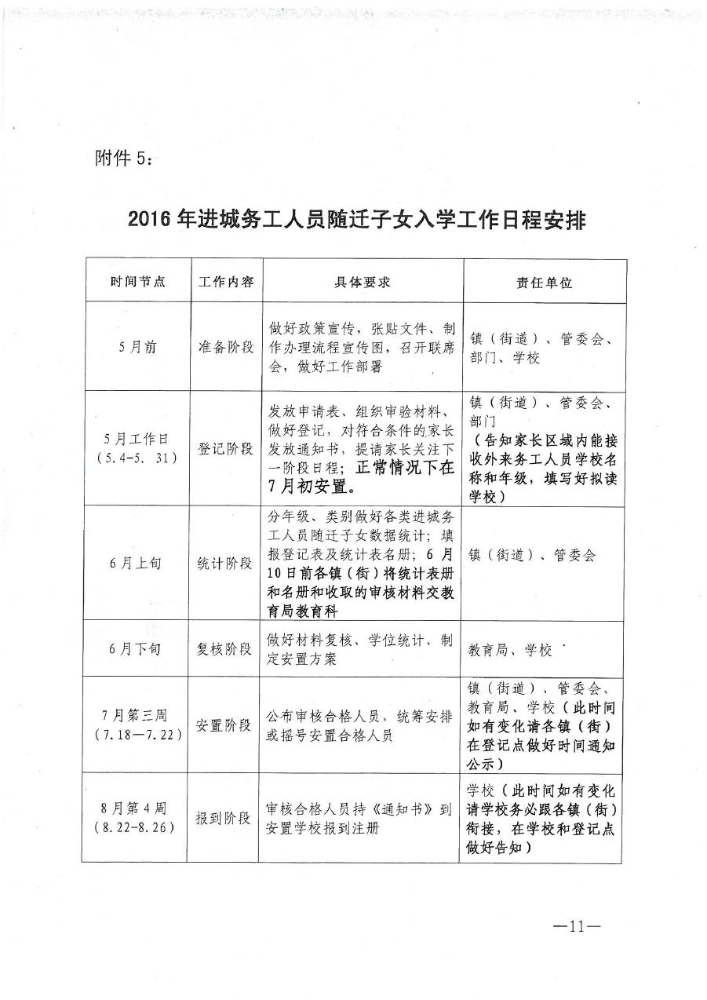 附件 5：
2016 年进城务工人员随迁子女入学工作日程安排
时间节点
工作内容
具体要求
责任单位
5 月前
准备阶段
做好政策宣传，张贴文件、制
作办理流程宣传图，召开联席
会，做好工作部署
镇（街道）、管委会、
部门、学校
5 月工作日
（5.4-5. 31）
登记阶段
发放申请表、组织审验材料、
做好登记，对符合条件的家长
发放通知书，提请家长关注下
一阶段日程；正常情况下在
7 月初安置。
镇（街道）、管委会、
部门
（告知家长区域内能接
收外来务工人员学校名
称和年级，填写好拟读
学校）
6 月上旬
统计阶段
分年级、类别做好各类进城务
工人员随迁子女数据统计；填
报登记表及统计表名册；6 月
10 日前各镇（街）将统计表册
和名册和收取的审核材料交教
育局教育科
镇（街道）、管委会
6 月下旬
复核阶段
做好材料复核、学位统计、制
定安置方案
教育局、学校
7 月第三周
（7.18—7.22）
安置阶段
公布审核合格人员，统筹安排
或摇号安置合格人员
镇（街道）、管委会、
教育局、学校（此时间
如有变化请各镇（街）
在登记点做好时间通知
公示）
8 月第 4 周
（8.22-8.26）
报到阶段
审核合格人员持《通知书》到
安置学校报到注册
学校（此时间如有变化
请学校务必跟各镇（街）
衔接，在学校和登记点
做好告知）
—11—